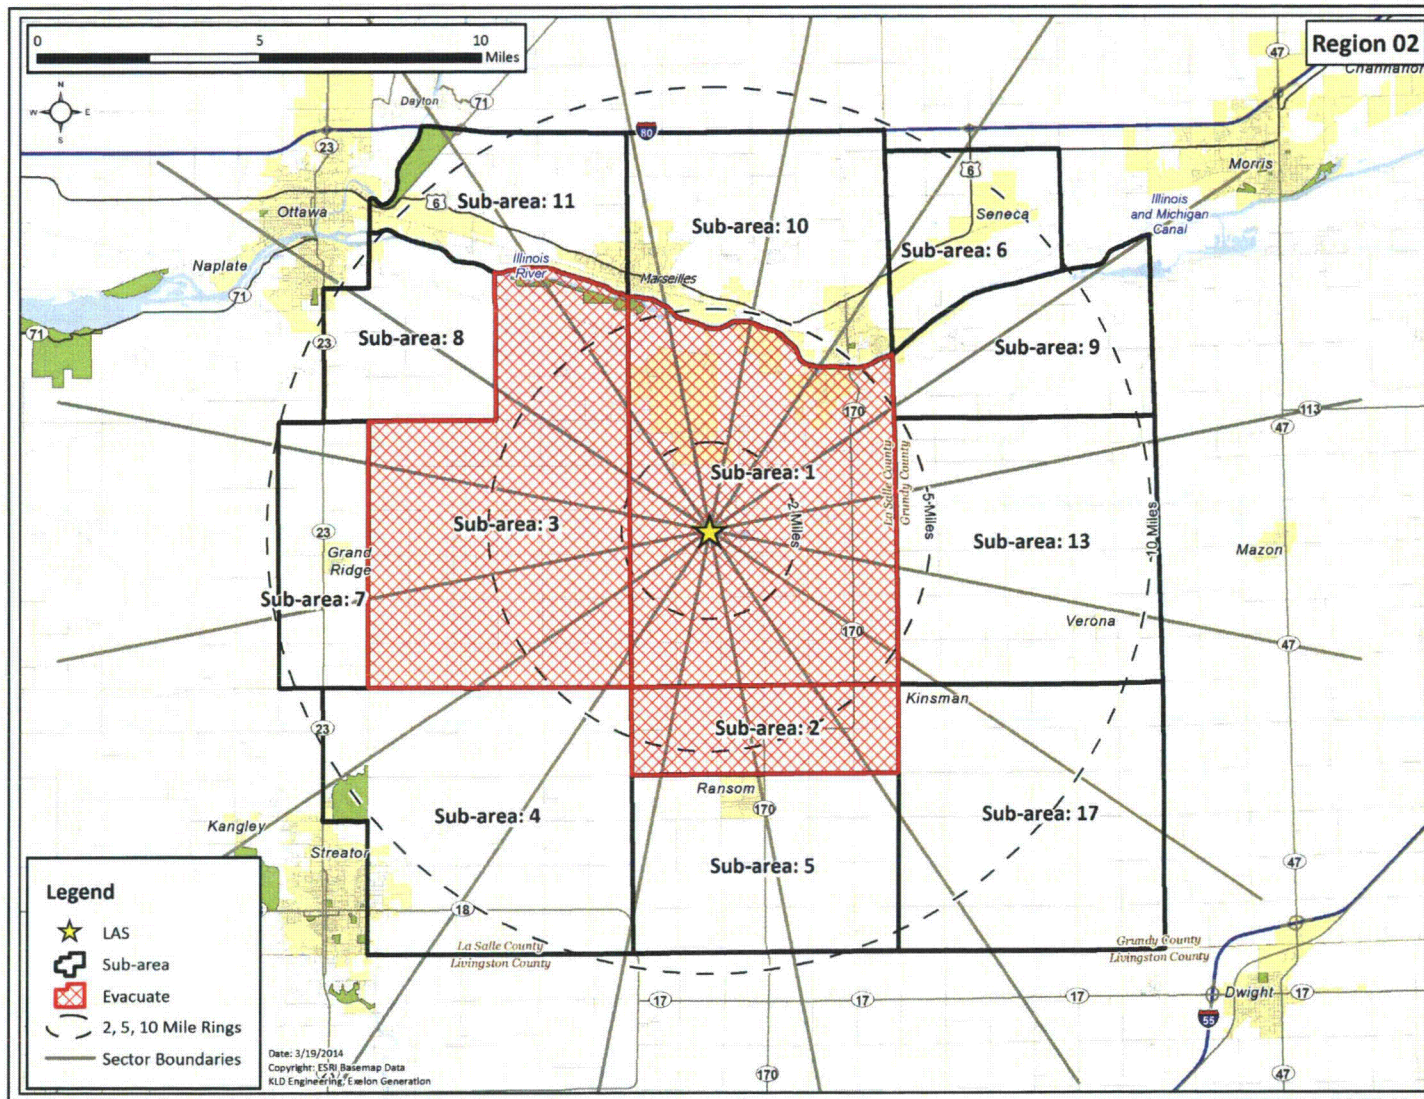 0 5 10
Miles
Region 02
47
Channahon
N
W E
S
Dayton
71
80
23
6
Morris
6
Sub-area: 11
Seneca
Illinois
and Michigan
Canal
Ottawa
Sub-area: 10
Sub-area: 6
Naplate
Illinois
River
Marseilles
71
71
23
Sub-area: 8
Sub-area: 9
170
113
47
La Salle County
Grundy County
Sub-area: 1
5 Miles
2 Miles
10 Miles
Sub-area: 3
23
Grand
Ridge
Sub-area: 13
Mazon
Sub-area: 7
170
Verona
47
Kinsman
23
Sub-area: 2
Ransom
170
Sub-area: 4
Sub-area: 17
Kangley
Streator
Sub-area: 5
47
18
La Salle County
Livingston County
Grundy County
Livingston County
17
17
17
Dwight
17
55
170
47
Legend
LAS
Sub-area
Evacuate
2, 5, 10 Mile Rings
Sector Boundaries
Date: 3/19/2014
Copyright: ESRI Basemap Data
KLD Engineering, Exelon Generation